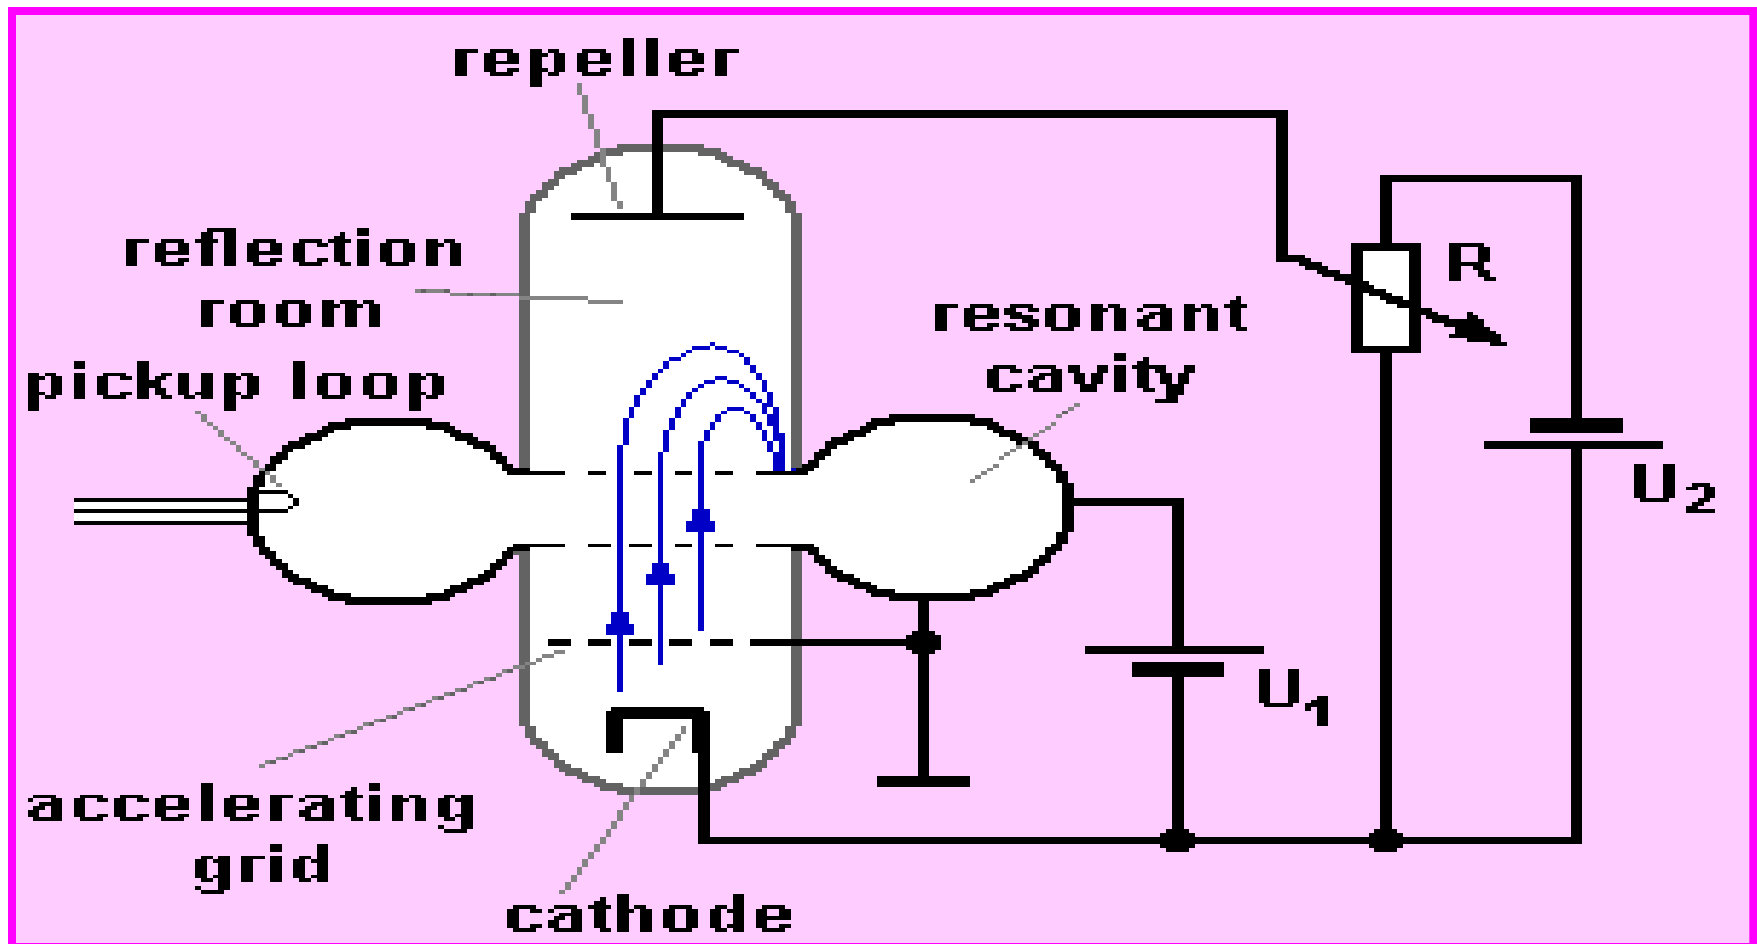 repeller
reflection
room
pickup loop
resonant
cavity
R
U2
U1
accelerating
grid
cathode